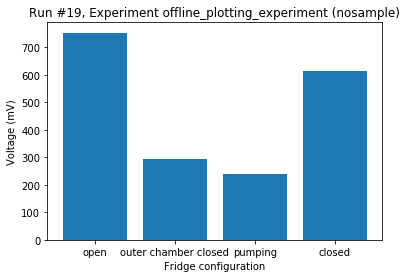 Run #19, Experiment offline_plotting_experiment (nosample)
Voltage (mV)
700
600
500
400
300
200
100
0
open outer chamber closed pumping closed
Fridge configuration